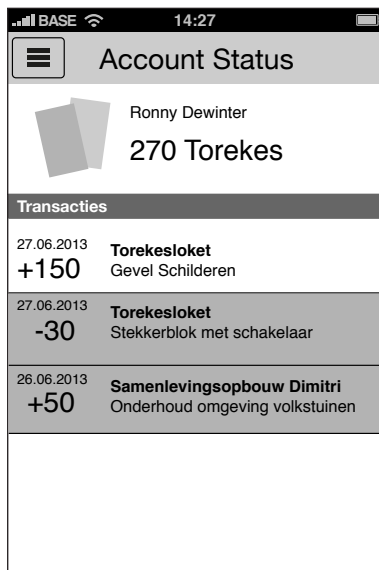 BASE 14:27
Account Status
Ronny Dewinter
270 Torekes
Transacties
27.06.2013
+150
Torekesloket
Gevel Schilderen
27.06.2013
-30
Torekesloket
Stekkerblok met schakelaar
26.06.2013
+50
Samenlevingsopbouw Dimitri
Onderhoud omgeving volkstuinen